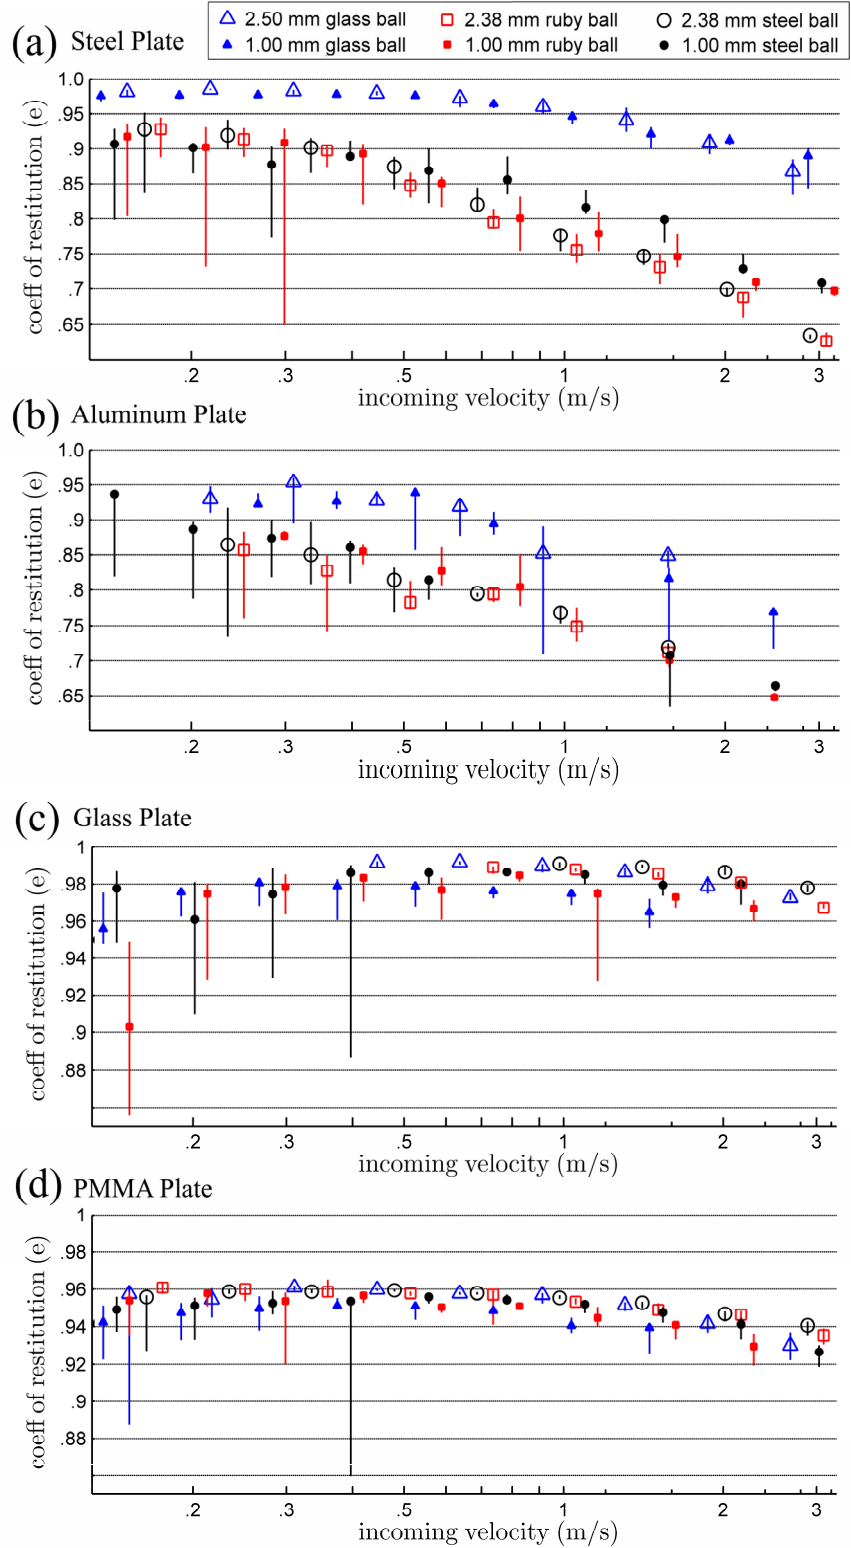 2.50 mm glass ball 2.38 mm ruby ball 2.38 mm steel ball
1.00 mm glass ball 1.00 mm ruby ball 1.00 mm steel ball
(a) Steel Plate
coeff of restitution (e)
1.0
.95
.9
.85
.8
.75
.7
.65
.2 .3 .5 1 2 3
incoming velocity (m/s)
(b) Aluminum Plate
coeff of restitution (e)
1.0
.95
.9
.85
.8
.75
.7
.65
.2 .3 .5 1 2 3
incoming velocity (m/s)
(c) Glass Plate
coeff of restitution (e)
1
.98
.96
.94
.92
.9
.88
.2 .3 .5 1 2 3
incoming velocity (m/s)
(d) PMMA Plate
coeff of restitution (e)
1
.98
.96
.94
.92
.9
.88
.2 .3 .5 1 2 3
incoming velocity (m/s)